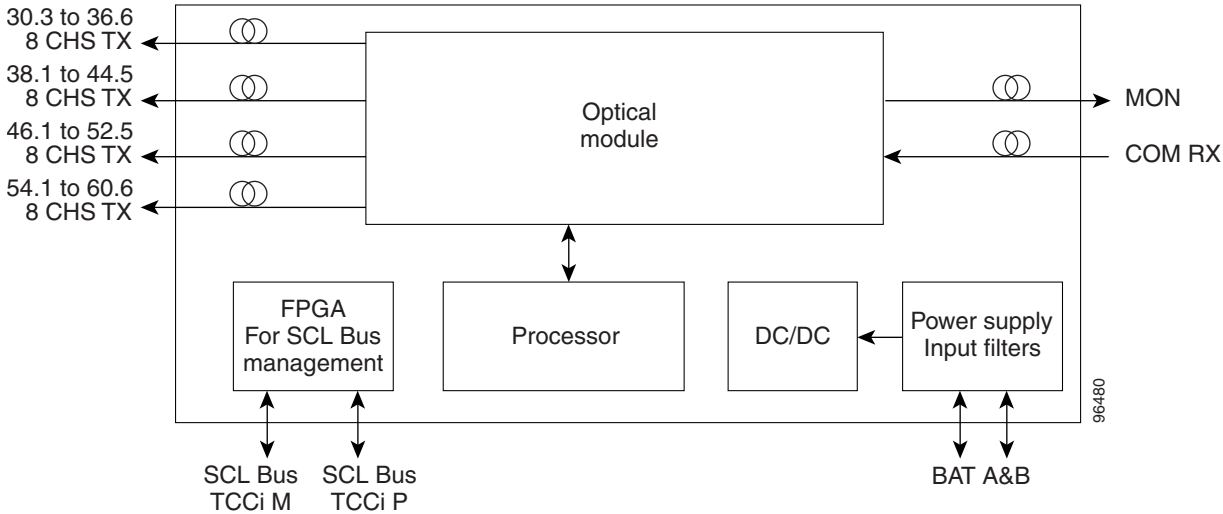 30.3 to 36.6
8 CHS TX
38.1 to 44.5
8 CHS TX
46.1 to 52.5
8 CHS TX
54.1 to 60.6
8 CHS TX
Optical
module
MON
COM RX
FPGA
For SCL Bus
management
Processor
DC/DC
Power supply
Input filters
SCL Bus
TCCi M
SCL Bus
TCCi P
BAT A&B
96480